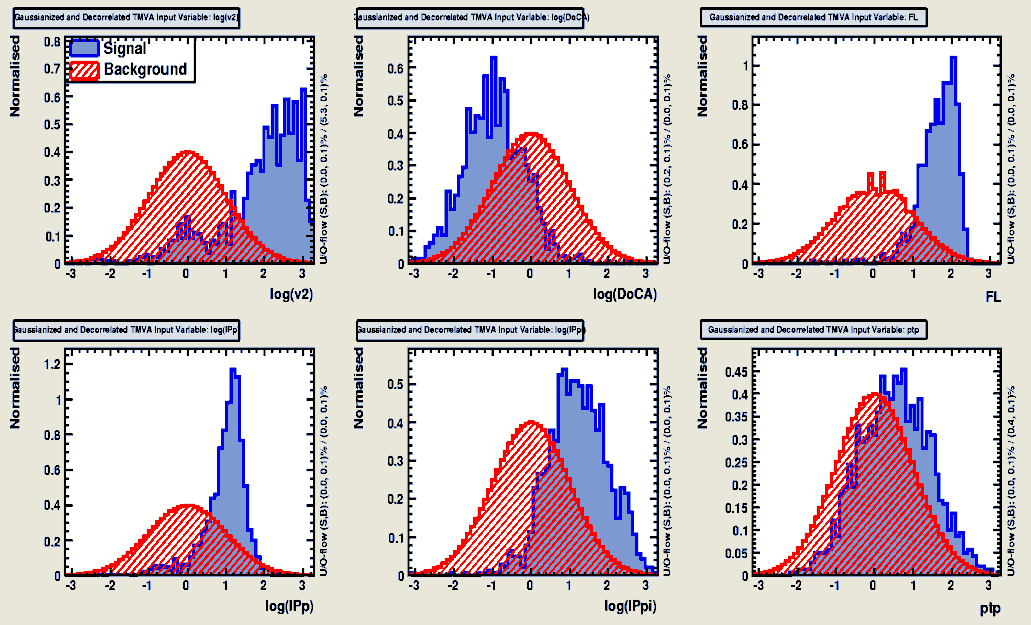 Gaussianized and Decorrelated TMVA Input Variable: log(v2)
Normalised
0.8
0.7
0.6
0.5
0.4
0.3
0.2
0.1
0
Signal
Background
-3 -2 -1 0 1 2 3
log(v2)
U/O-flow (S,B): (0.0, 0.1)% / (5.3, 0.1)%
Gaussianized and Decorrelated TMVA Input Variable: log(DoCA)
Normalised
0.6
0.5
0.4
0.3
0.2
0.1
0
-3 -2 -1 0 1 2 3
log(DoCA)
U/O-flow (S,B): (0.2, 0.1)% / (0.0, 0.1)%
Gaussianized and Decorrelated TMVA Input Variable: FL
Normalised
1
0.8
0.6
0.4
0.2
0
-3 -2 -1 0 1 2 3
FL
U/O-flow (S,B): (0.0, 0.1)% / (0.0, 0.1)%
Gaussianized and Decorrelated TMVA Input Variable: log(IPp
Normalised
1.2
1
0.8
0.6
0.4
0.2
0
-3 -2 -1 0 1 2 3
log(IPp)
U/O-flow (S,B): (0.0, 0.1)% / (0.0, 0.1)%
Gaussianized and Decorrelated TMVA Input Variable: log(IPpi
Normalised
0.5
0.4
0.3
0.2
0.1
0
-3 -2 -1 0 1 2 3
log(IPpi)
U/O-flow (S,B): (0.0, 0.1)% / (0.0, 0.1)%
Gaussianized and Decorrelated TMVA Input Variable: ptp
Normalised
0.45
0.4
0.35
0.3
0.25
0.2
0.15
0.1
0.05
0
-3 -2 -1 0 1 2 3
ptp
U/O-flow (S,B): (0.0, 0.1)% / (0.4, 0.1)%